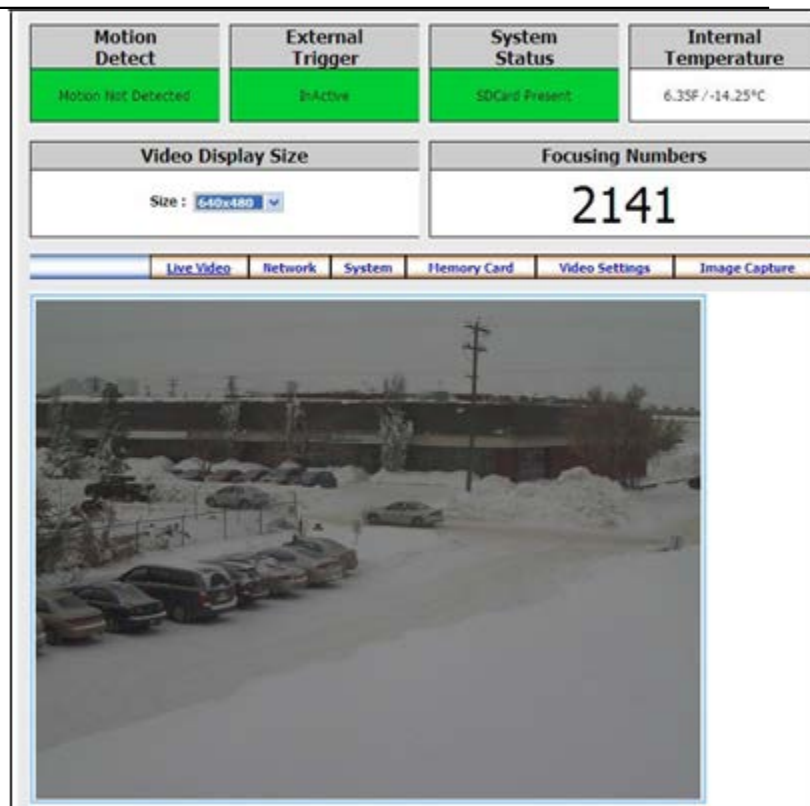 Motion
Detect
External
Trigger
System
Status
Internal
Temperature
Motion Not Detected
InActive
SDCard Present
6.35F/-14.25°C
Video Display Size
Focusing Numbers
Size : 640x480
2141
Live Video Network System Memory Card Video Settings Image Capture